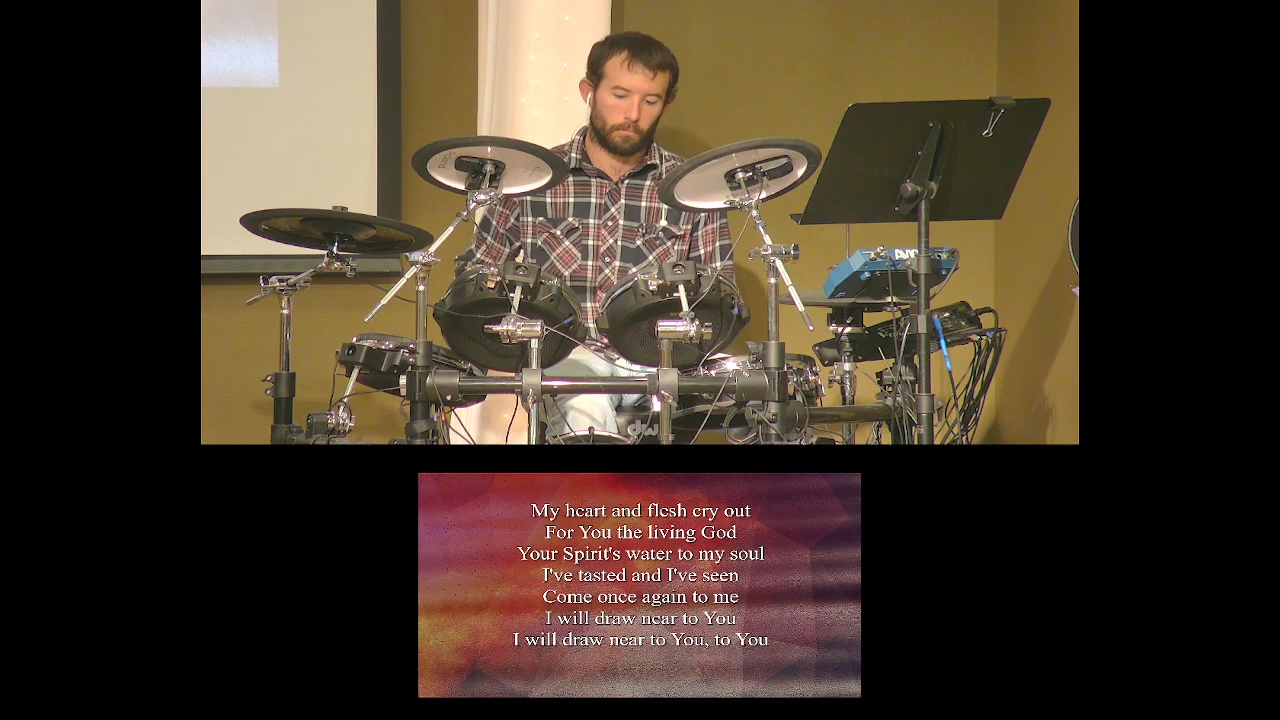 AVIO
dw
My heart and flesh cry out
For You the living God
Your Spirit's water to my soul
I've tasted and I've seen
Come once again to me
I will draw near to You
I will draw near to You, to You